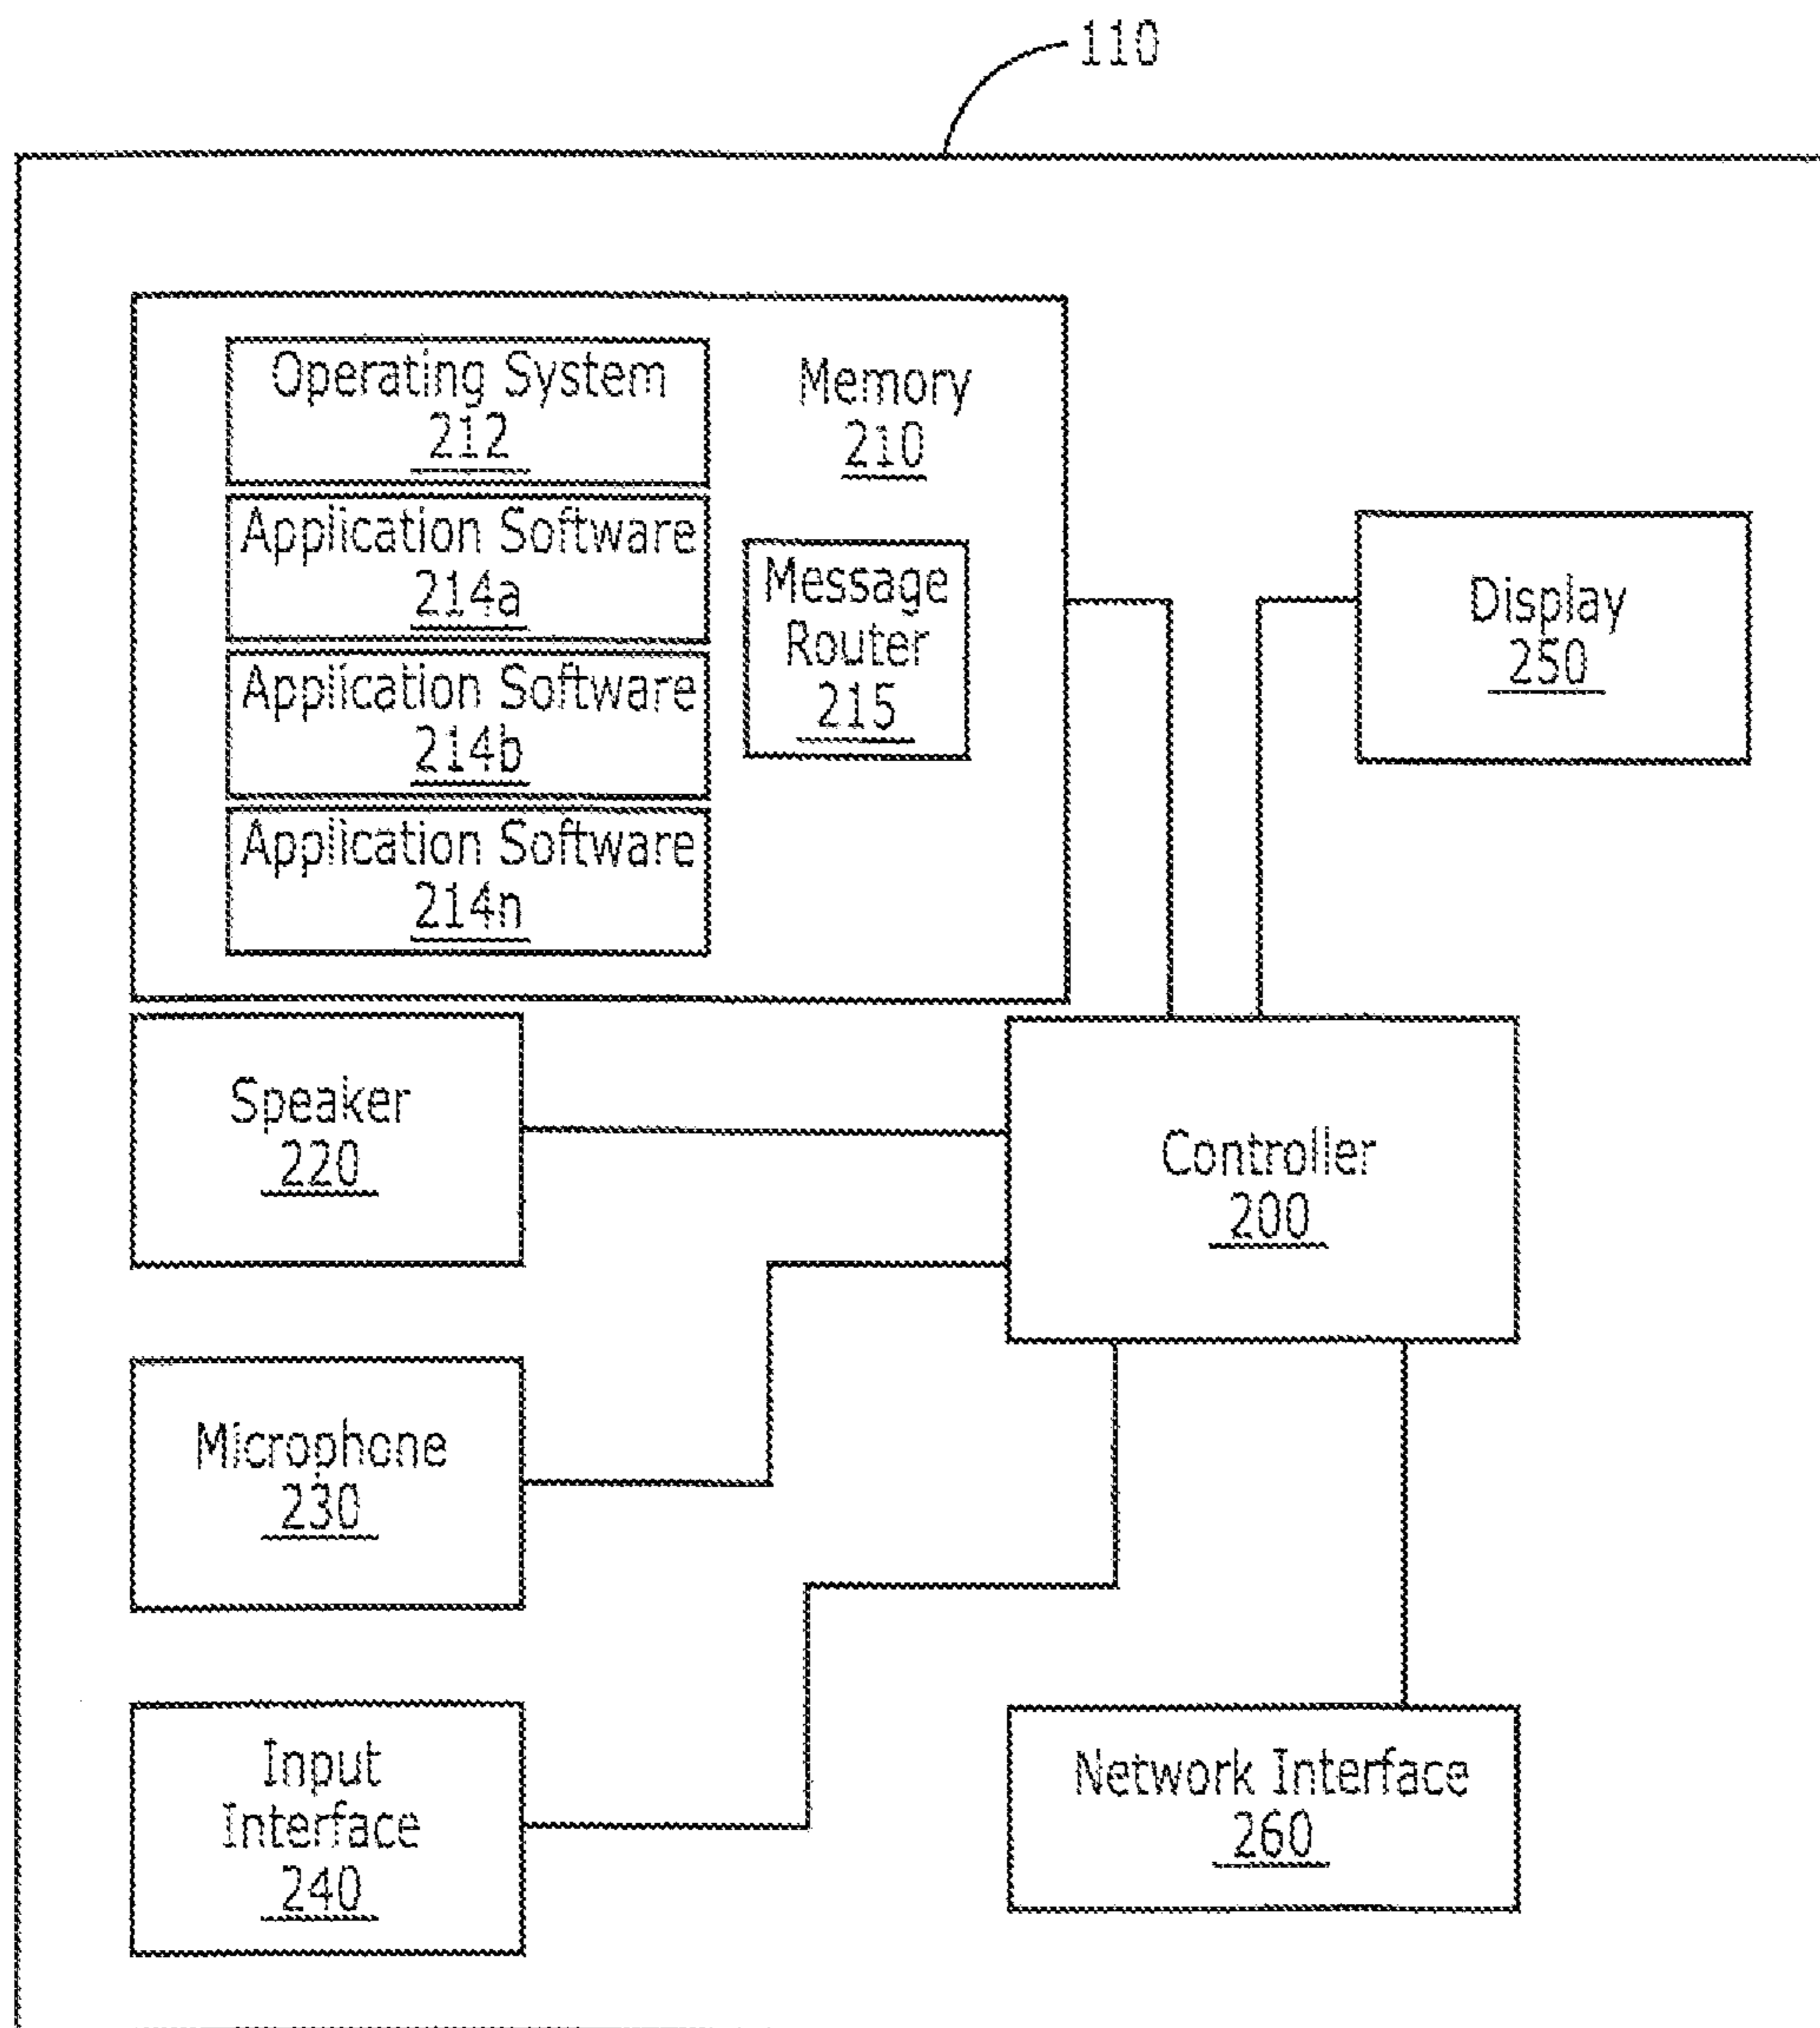 110
Operating System
212
Application Software
214a
Application Software
214b
Application Software
214n
Memory
210
Message
Router
215
Display
250
Speaker
220
Controller
200
Microphone
230
Input
Interface
240
Network Interface
260